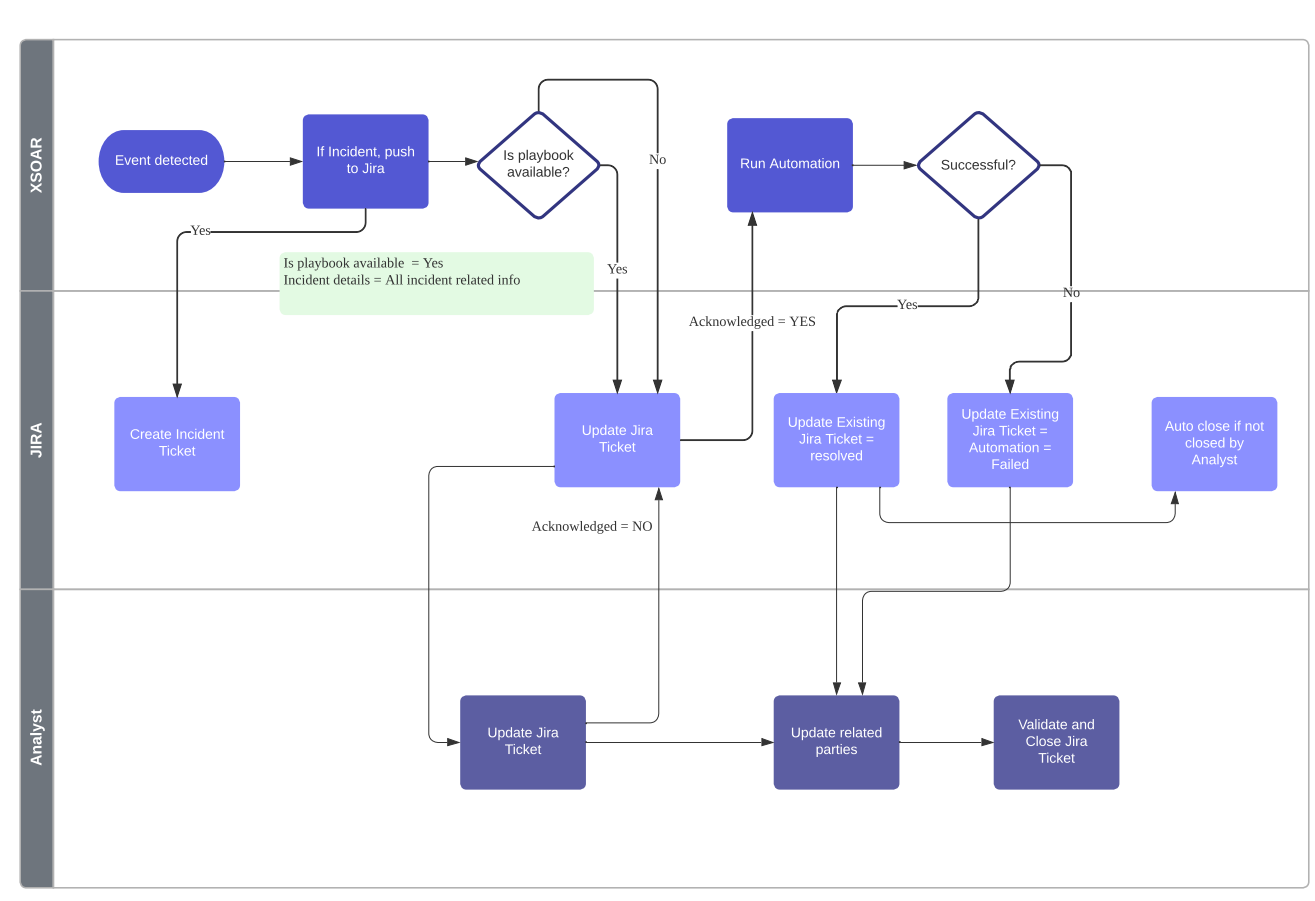 XSOAR
Event detected
If Incident, push
to Jira
Is playbook
available?
No
Run Automation
Successful?
Yes
Is playbook available  = Yes
Incident details = All incident related info
Yes
No
Yes
Acknowledged = YES
JIRA
Create Incident
Ticket
Update Jira
Ticket
Update Existing
Jira Ticket =
resolved
Update Existing
Jira Ticket =
Automation =
Failed
Auto close if not
closed by
Analyst
Acknowledged = NO
Analyst
Update Jira
Ticket
Update related
parties
Validate and
Close Jira
Ticket